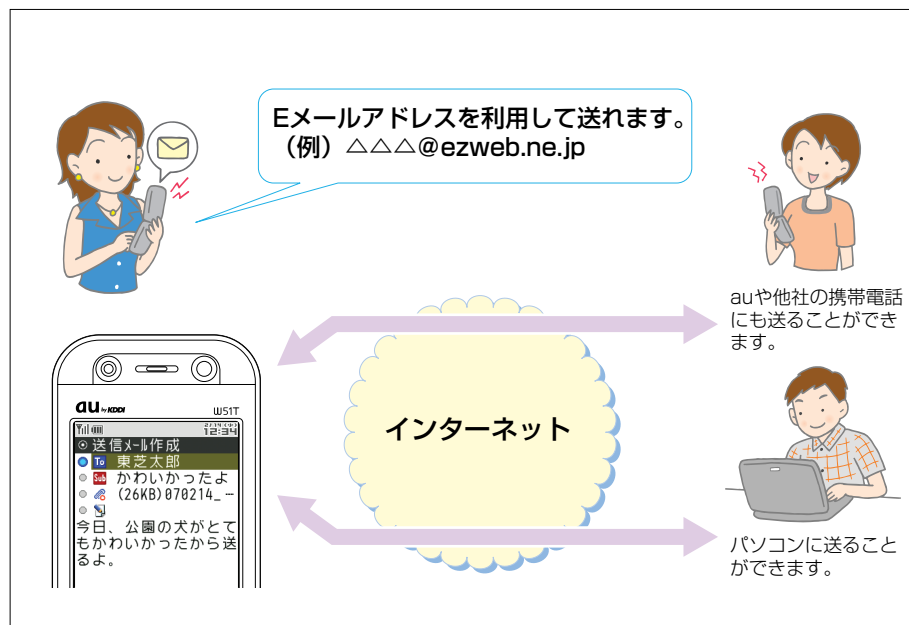 Eメールアドレスを利用して送れます。
（例）△△△@ezweb.ne.jp
auや他社の携帯電話
にも送ることができ
ます。
au by KDDI
W51T
12:34
送信メール作成
To 東芝太郎
Sub かわいかったよ
(26KB)070214_…
今日、公園の犬がとて
もかわいかったから送
るよ。
インターネット
パソコンに送ること
ができます。